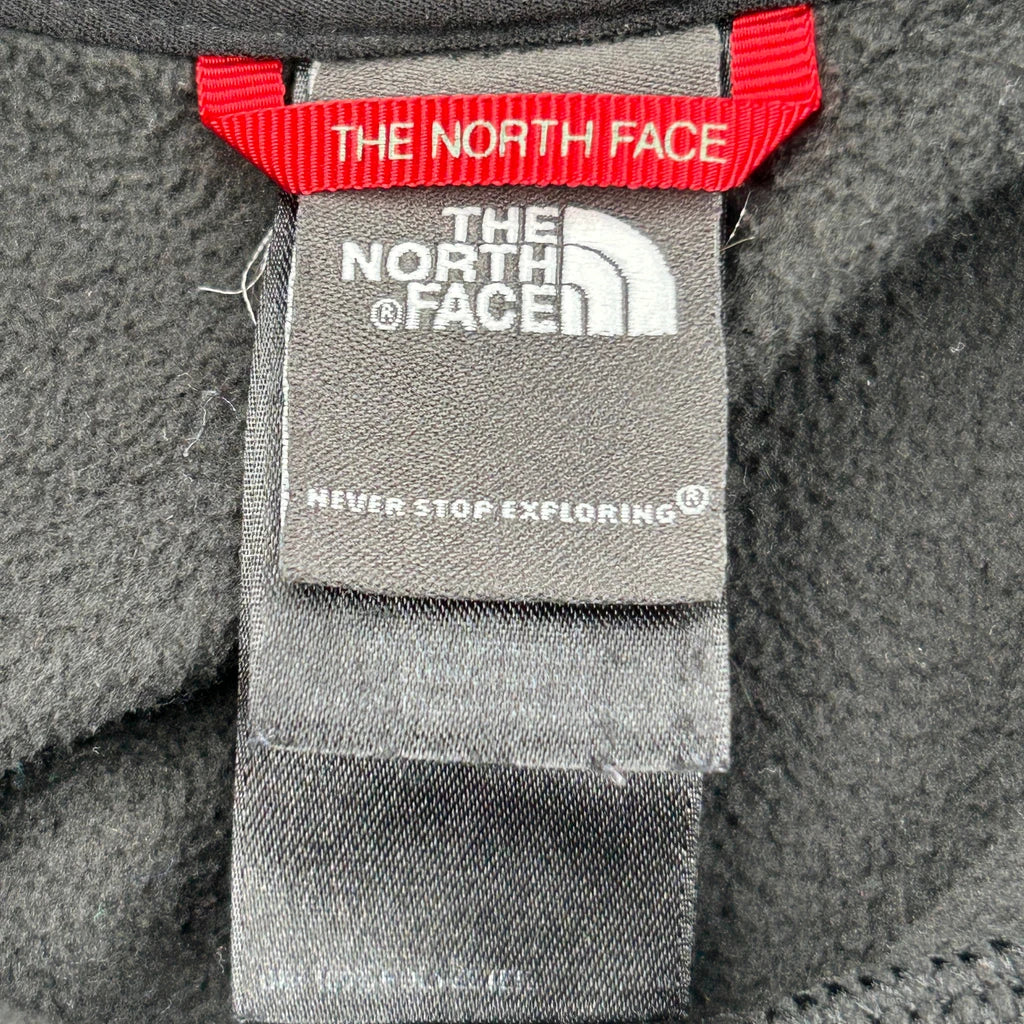 THE NORTH FACE
THE
NORTH
®FACE
NEVER STOP EXPLORING®